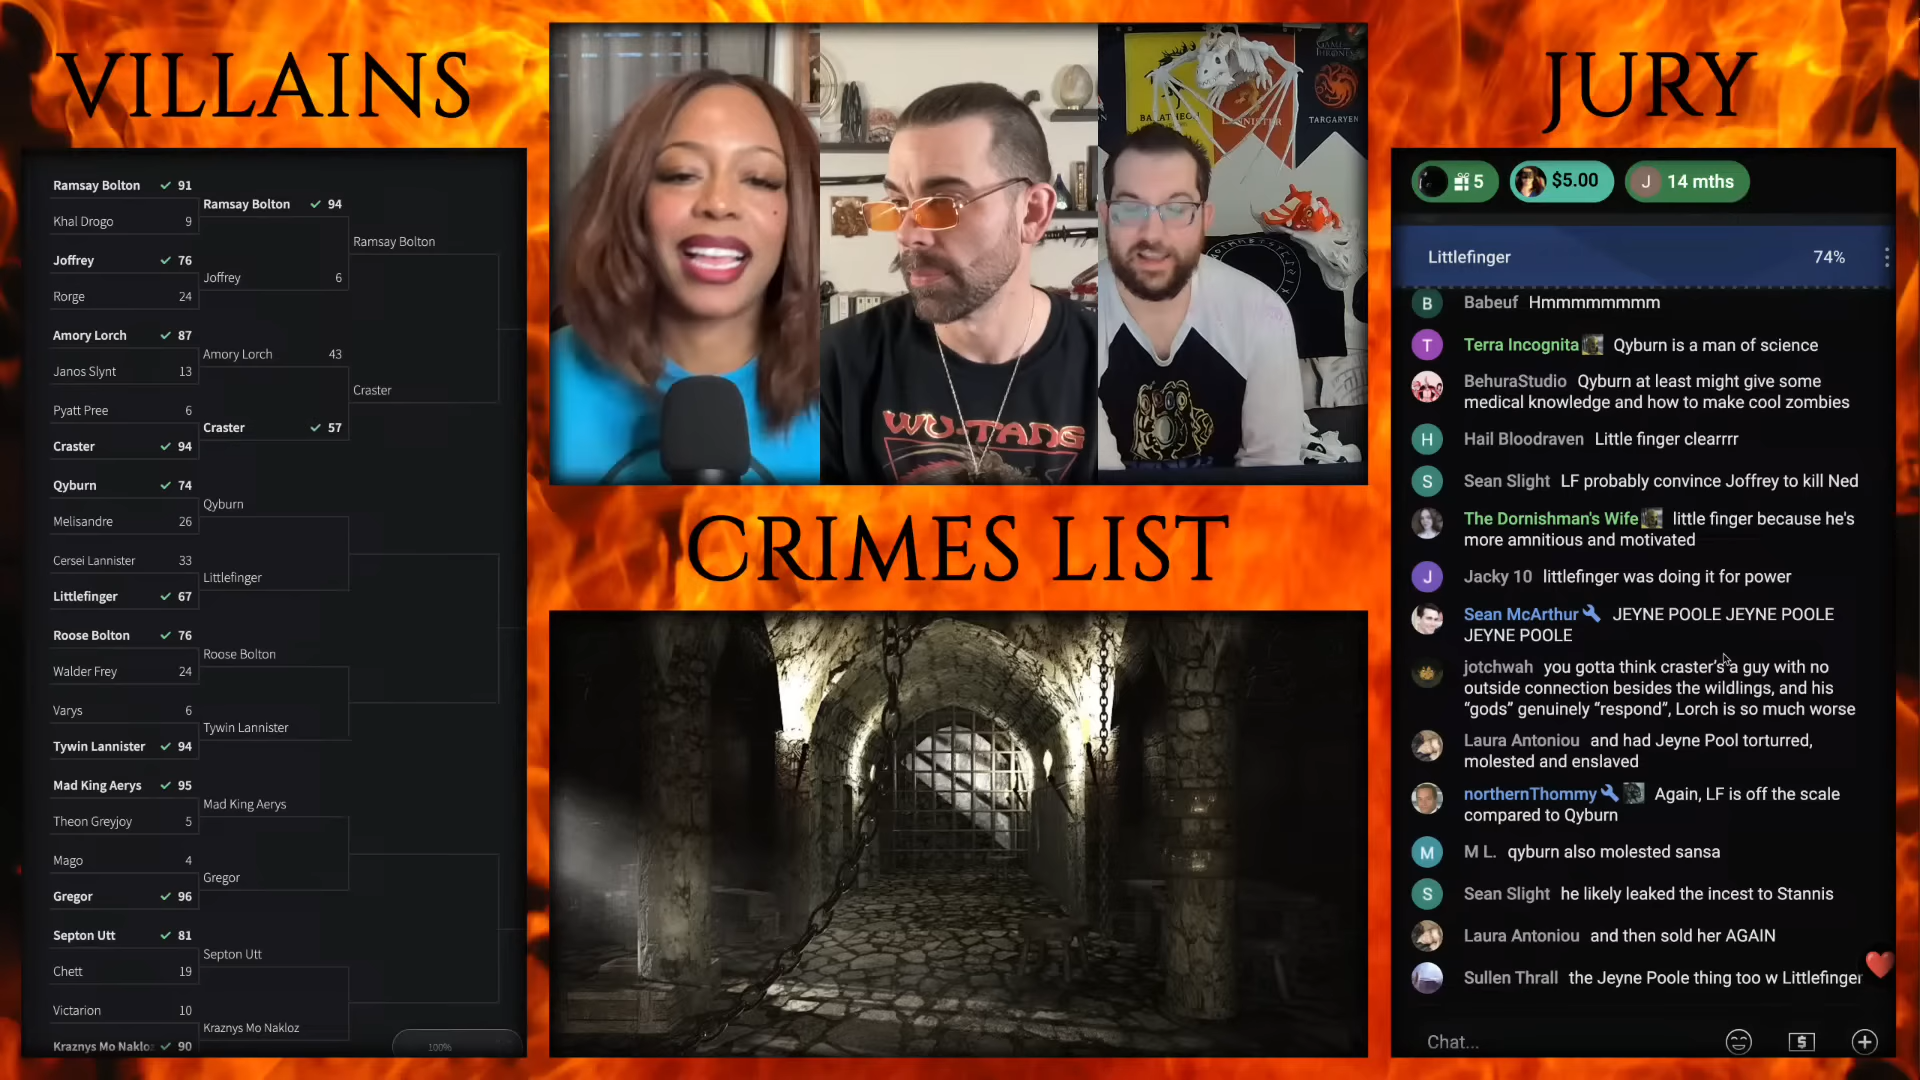 VILLAINS
Ramsay Bolton ✓ 91
Khal Drogo 9
Ramsay Bolton ✓ 94
Joffrey ✓ 76
Rorge 24
Joffrey 6
Ramsay Bolton
Amory Lorch ✓ 87
Janos Slynt 13
Amory Lorch 43
Pyatt Pree 6
Craster ✓ 94
Craster ✓ 57
Craster
Qyburn ✓ 74
Melisandre 26
Qyburn
Cersei Lannister 33
Littlefinger ✓ 67
Littlefinger
Roose Bolton ✓ 76
Walder Frey 24
Roose Bolton
Varys 6
Tywin Lannister ✓ 94
Tywin Lannister
Mad King Aerys ✓ 95
Theon Greyjoy 5
Mad King Aerys
Mago 4
Gregor ✓ 96
Gregor
Septon Utt ✓ 81
Chett 19
Septon Utt
Victarion 10
Kraznys Mo Nakloz
✓ 90
100%
GAME THRONES
BARATHEON
LANNISTER
TARGARYEN
WU-TANG
CRIMES LIST
JURY
5
$5.00
J 14 mths
Littlefinger 74%
B Babeuf Hmmmmmmmm
T Terra Incognita Qyburn is a man of science
BehuraStudio Qyburn at least might give some
medical knowledge and how to make cool zombies
H Hail Bloodraven Little finger clearrrr
S Sean Slight LF probably convince Joffrey to kill Ned
The Dornishman's Wife little finger because he's
more amnitious and motivated
J Jacky 10 littlefinger was doing it for power
Sean McArthur JEYNE POOLE JEYNE POOLE
JEYNE POOLE
jotchwah you gotta think craster's a guy with no
outside connection besides the wildlings, and his
“gods” genuinely “respond”, Lorch is so much worse
Laura Antoniou and had Jeyne Pool torturred,
molested and enslaved
northernThommy Again, LF is off the scale
compared to Qyburn
M M L. qyburn also molested sansa
S Sean Slight he likely leaked the incest to Stannis
Laura Antoniou and then sold her AGAIN
Sullen Thrall the Jeyne Poole thing too w Littlefinger
Chat...
$